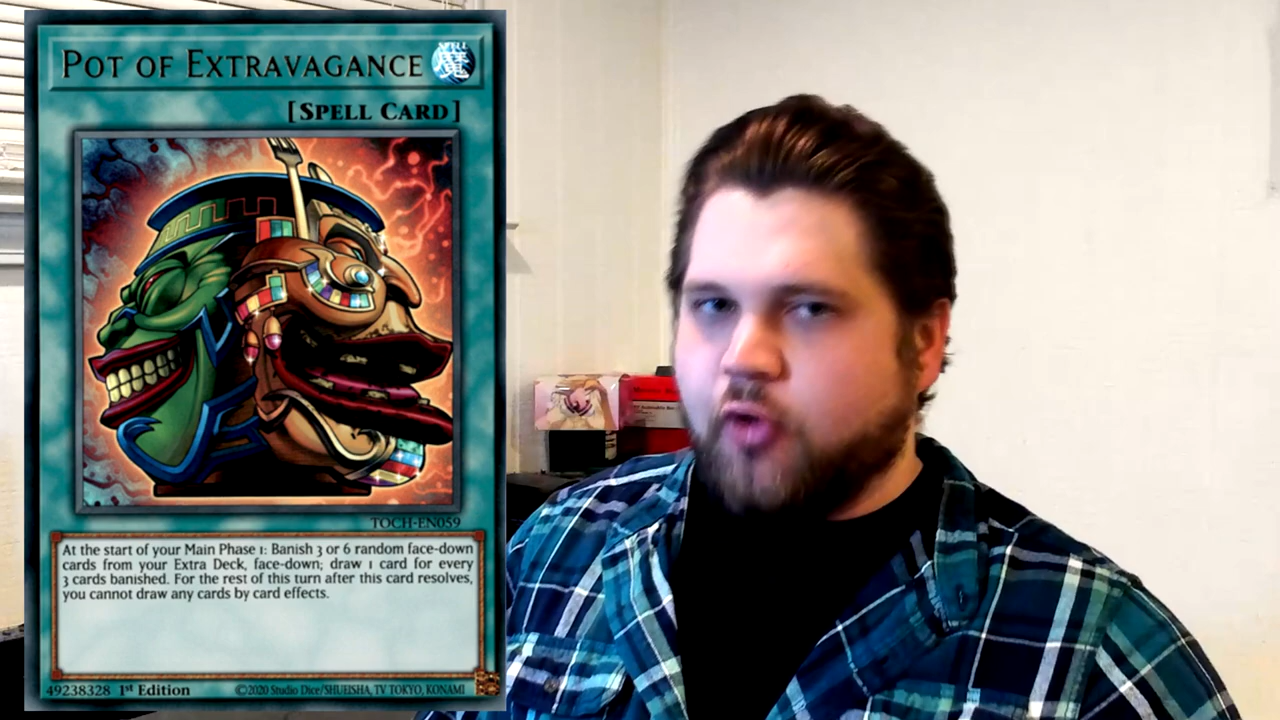 POT OF EXTRAVAGANCE
SPELL
魔
[SPELL CARD]
TOCH-EN059
At the start of your Main Phase 1: Banish 3 or 6 random face-down
cards from your Extra Deck, face-down; draw 1 card for every
3 cards banished. For the rest of this turn after this card resolves,
you cannot draw any cards by card effects.
49238328 1st Edition ©2020 Studio Dice/SHUEISHA, TV TOKYO, KONAMI